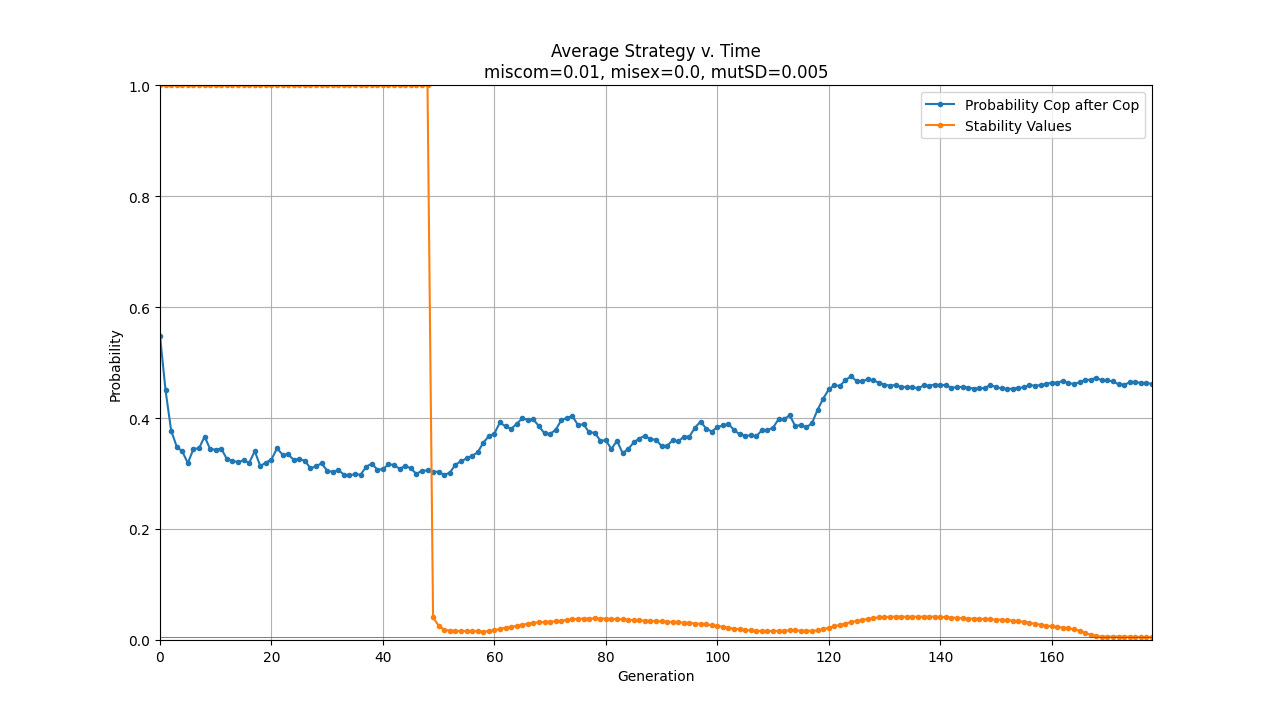 Average Strategy v. Time
miscom=0.01, misex=0.0, mutSD=0.005
Probability Cop after Cop
Stability Values
Probability
1.0
0.8
0.6
0.4
0.2
0.0
0 20 40 60 80 100 120 140 160
Generation